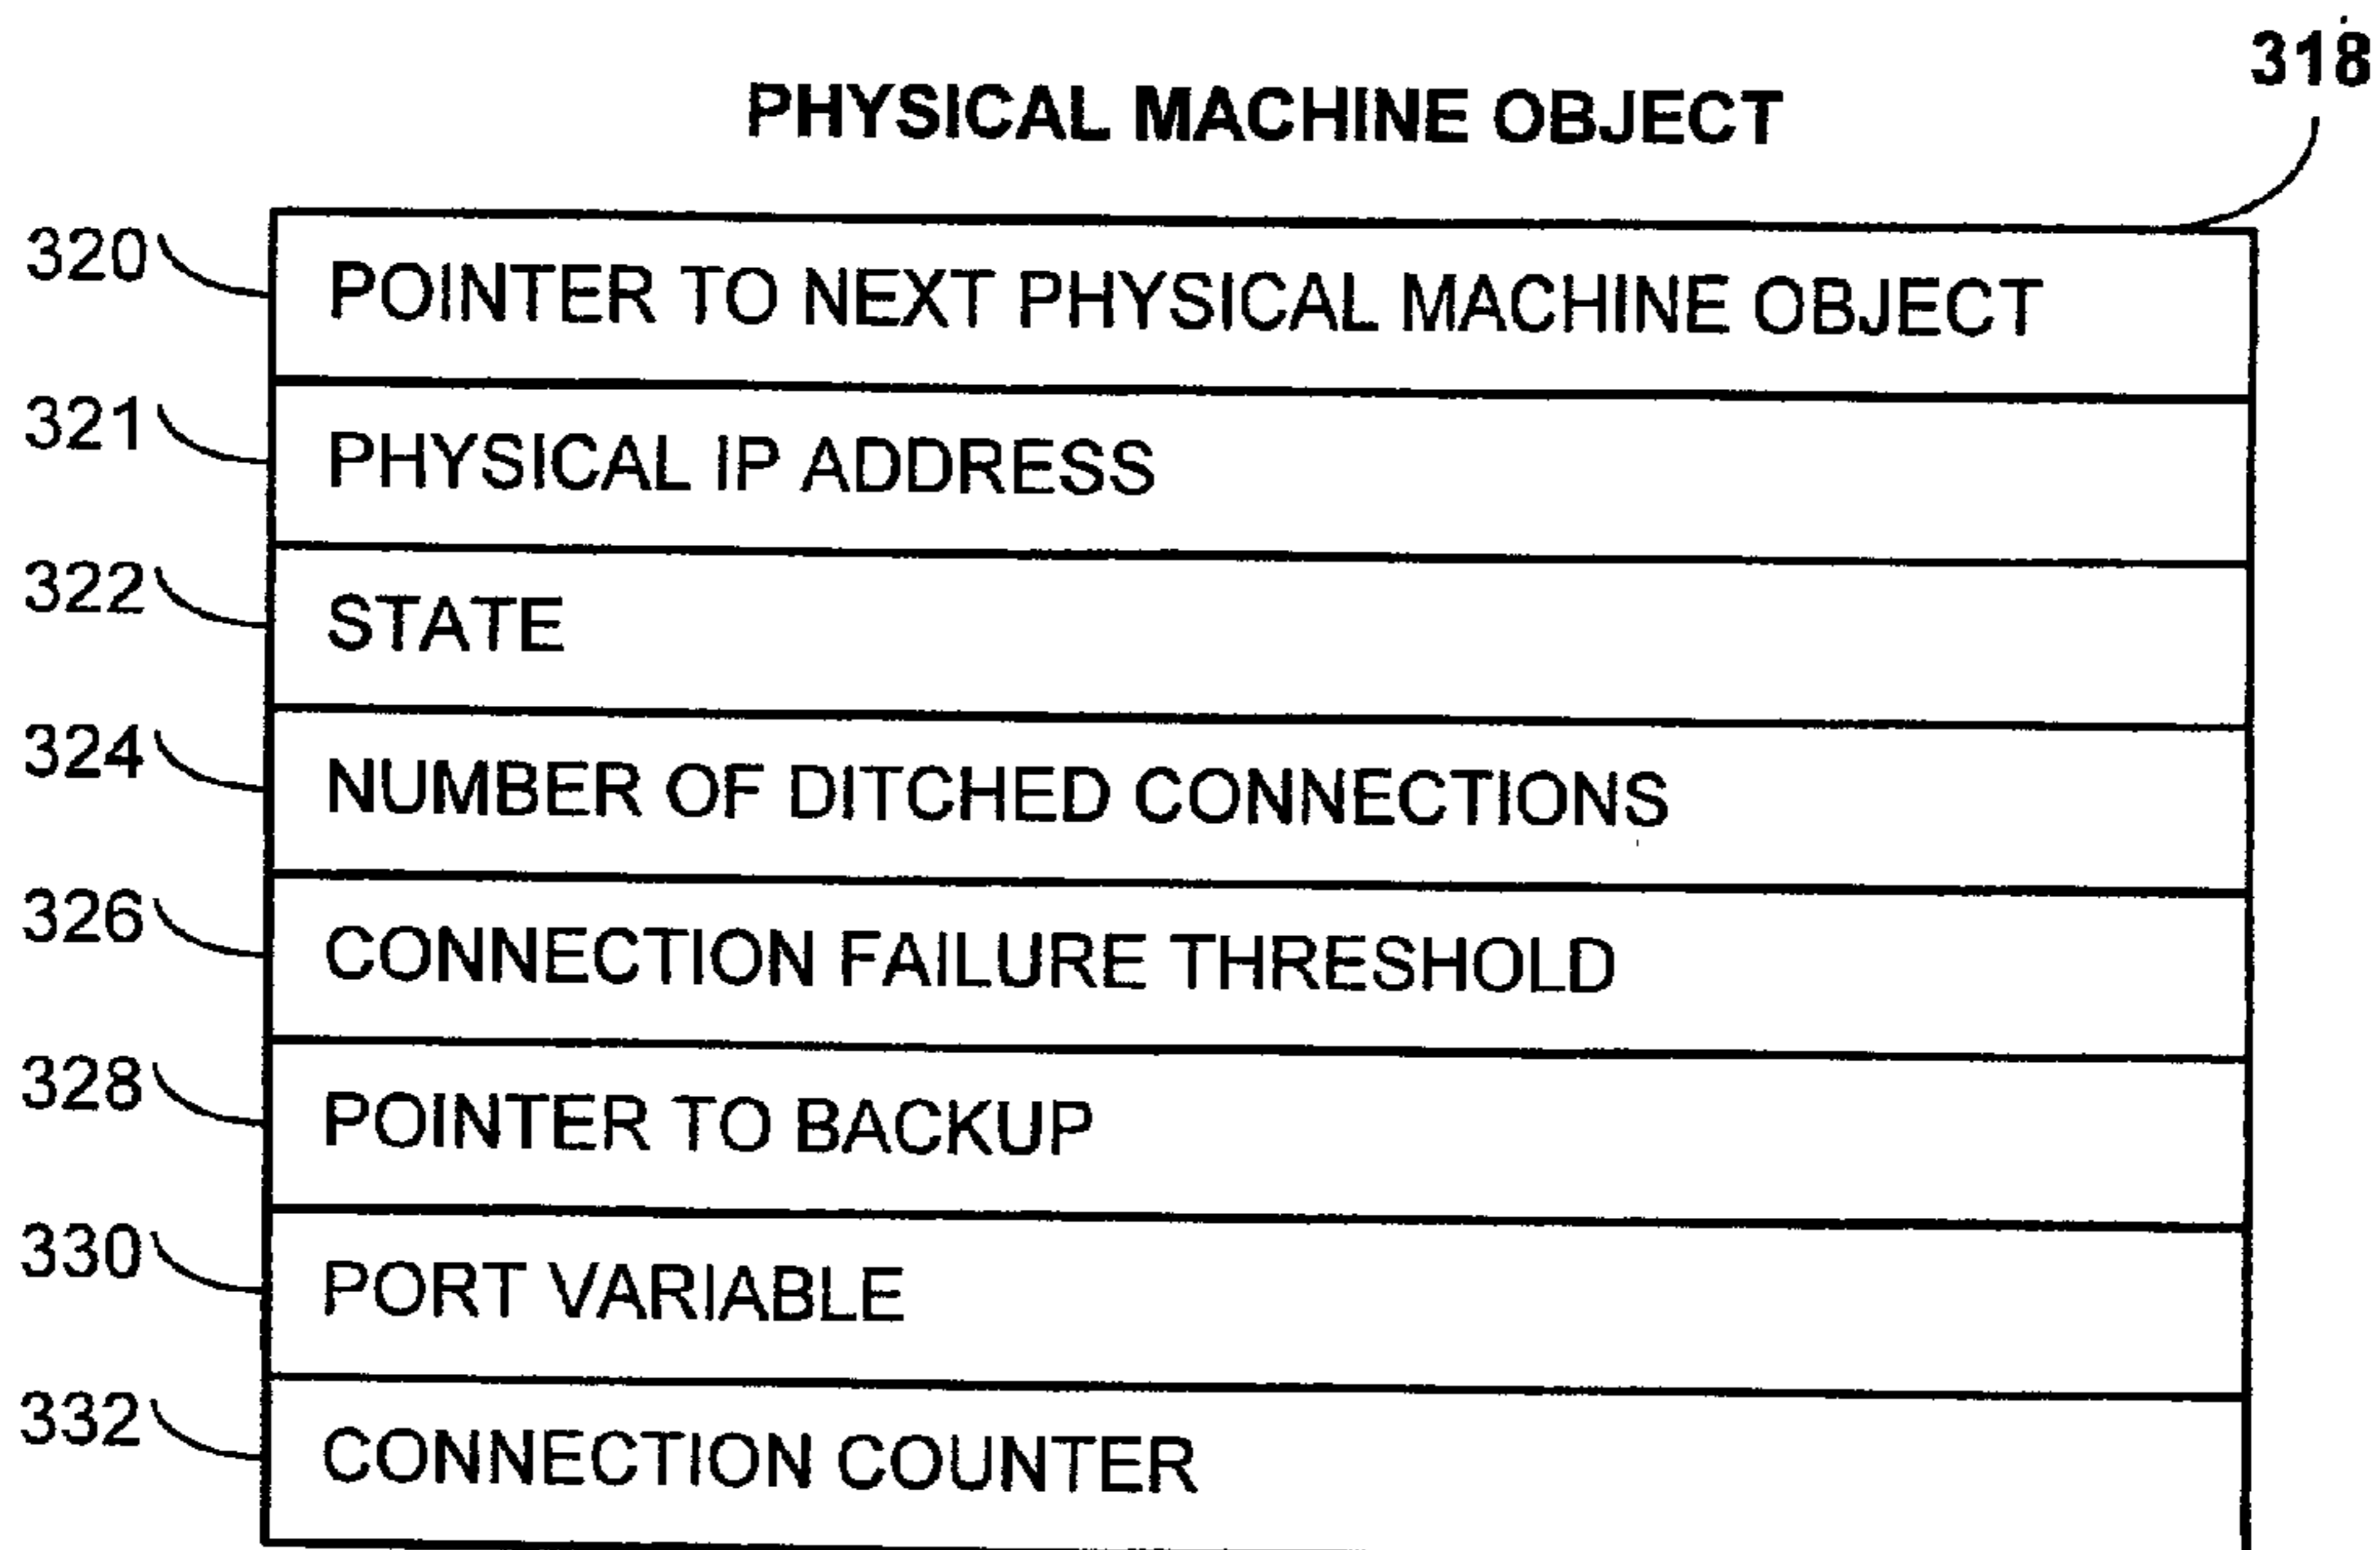 318
PHYSICAL MACHINE OBJECT
320 POINTER TO NEXT PHYSICAL MACHINE OBJECT
321 PHYSICAL IP ADDRESS
322 STATE
324 NUMBER OF DITCHED CONNECTIONS
326 CONNECTION FAILURE THRESHOLD
328 POINTER TO BACKUP
330 PORT VARIABLE
332 CONNECTION COUNTER